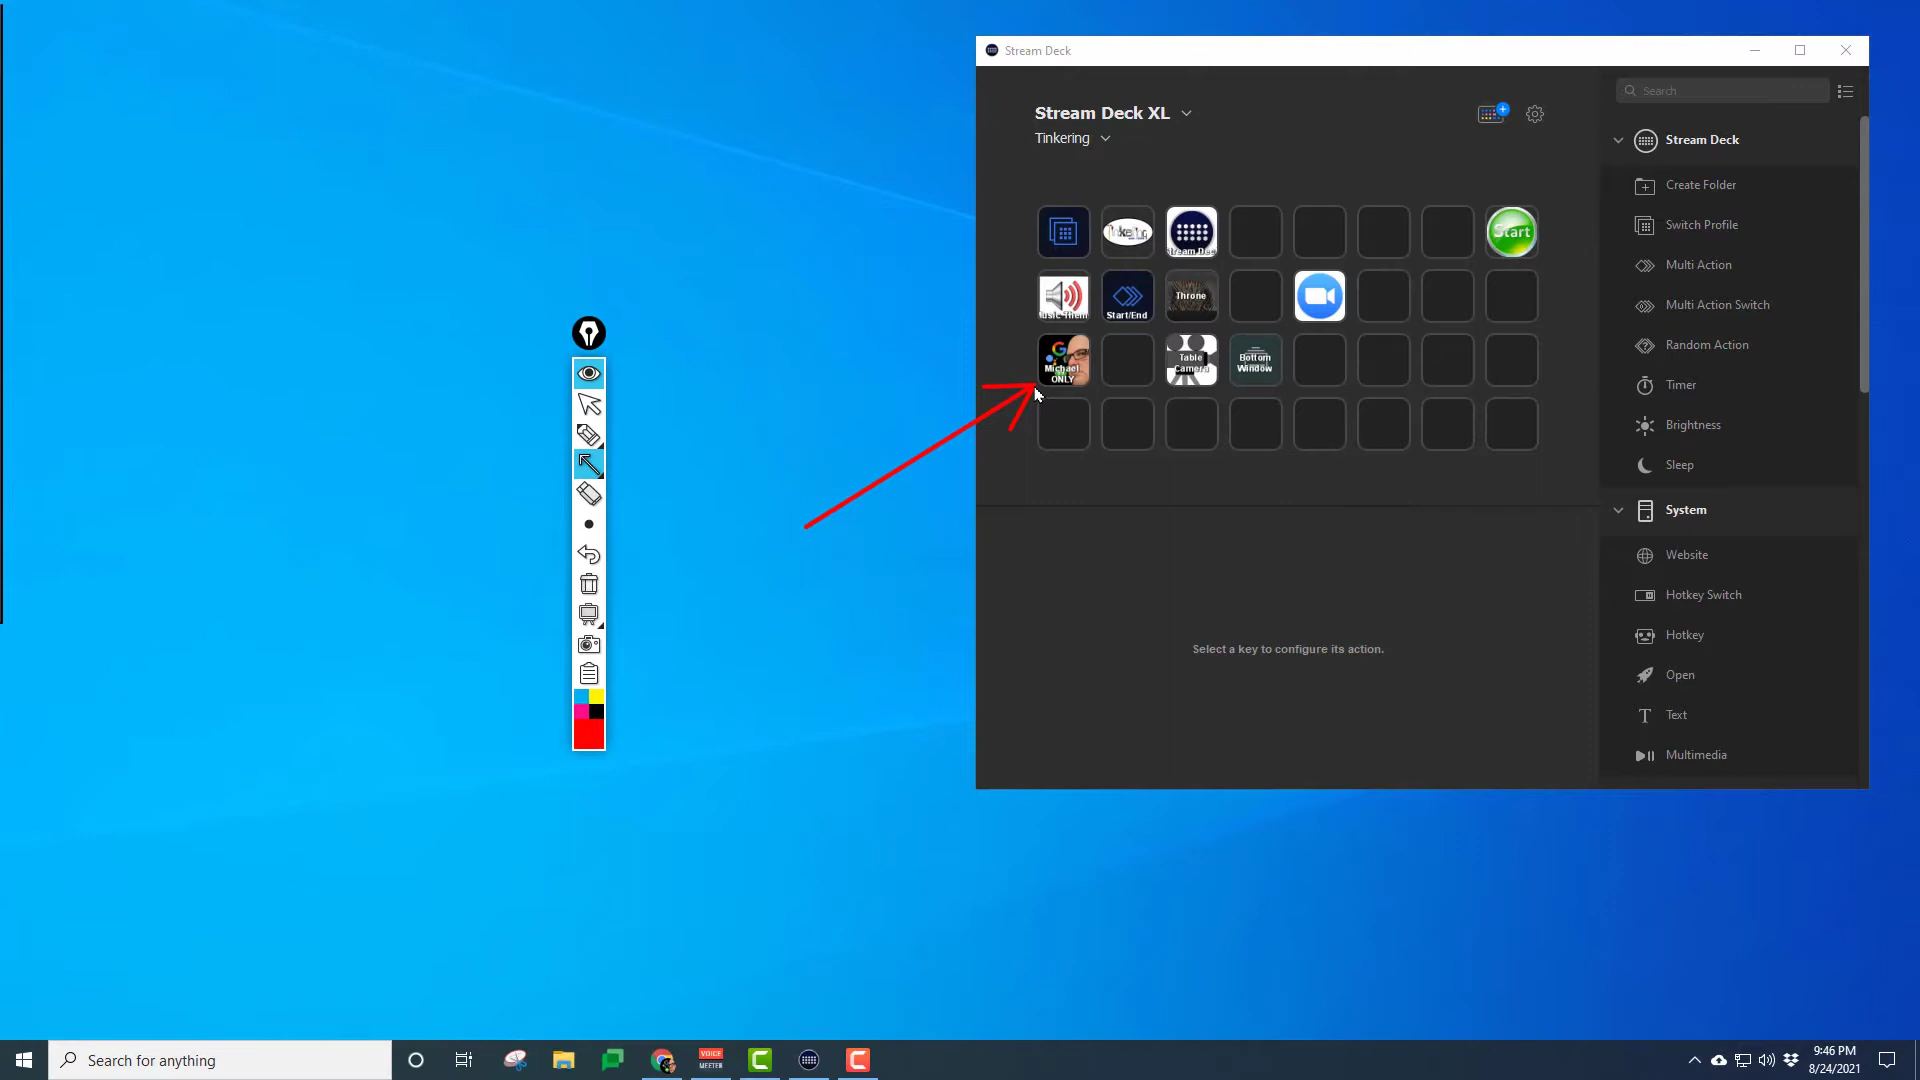 Stream Deck
Search
Stream Deck XL
Tinkering
Stream Deck
Create Folder
Switch Profile
Multi Action
Multi Action Switch
Random Action
Timer
Brightness
Sleep
System
Website
Hotkey Switch
Hotkey
Open
Text
Multimedia
Start
Start/End
Throne
Michael
ONLY
Table
Camera
Bottom
Window
Select a key to configure its action.
Search for anything
VOICE
MEETER
9:46 PM
8/24/2021